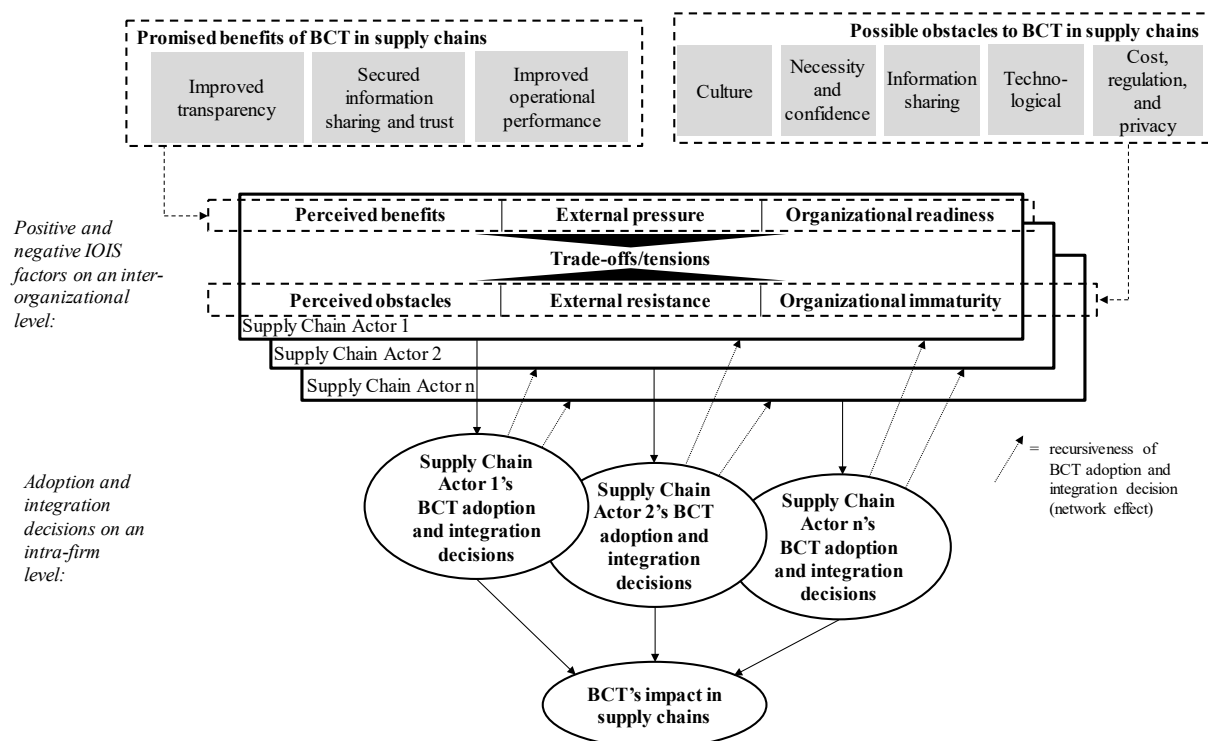 Promised benefits of BCT in supply chains
Improved
transparency
Secured
information
sharing and trust
Improved
operational
performance
Possible obstacles to BCT in supply chains
Culture
Necessity
and
confidence
Information
sharing
Techno-
logical
Cost,
regulation,
and
privacy
Positive and
negative IOIS
factors on an inter-
organizational
level:
Perceived benefits
External pressure
Organizational readiness
Trade-offs/tensions
Perceived obstacles
External resistance
Organizational immaturity
Supply Chain Actor 1
Supply Chain Actor 2
Supply Chain Actor n
Adoption and
integration
decisions on an
intra-firm
level:
Supply Chain
Actor 1’s
BCT adoption
and integration
decisions
Supply Chain
Actor 2’s BCT
adoption and
integration
decisions
Supply Chain
Actor n’s
BCT adoption
and integration
decisions
= recursiveness of
BCT adoption and
integration decision
(network effect)
BCT’s impact in
supply chains